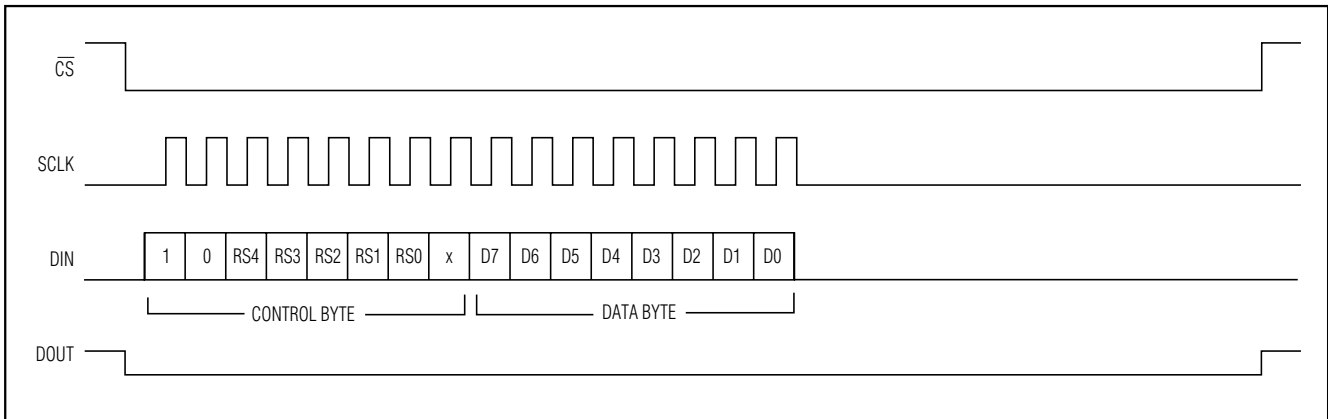 C̅S̅
SCLK
DIN 1 0 RS4 RS3 RS2 RS1 RS0 x D7 D6 D5 D4 D3 D2 D1 D0
CONTROL BYTE DATA BYTE
DOUT